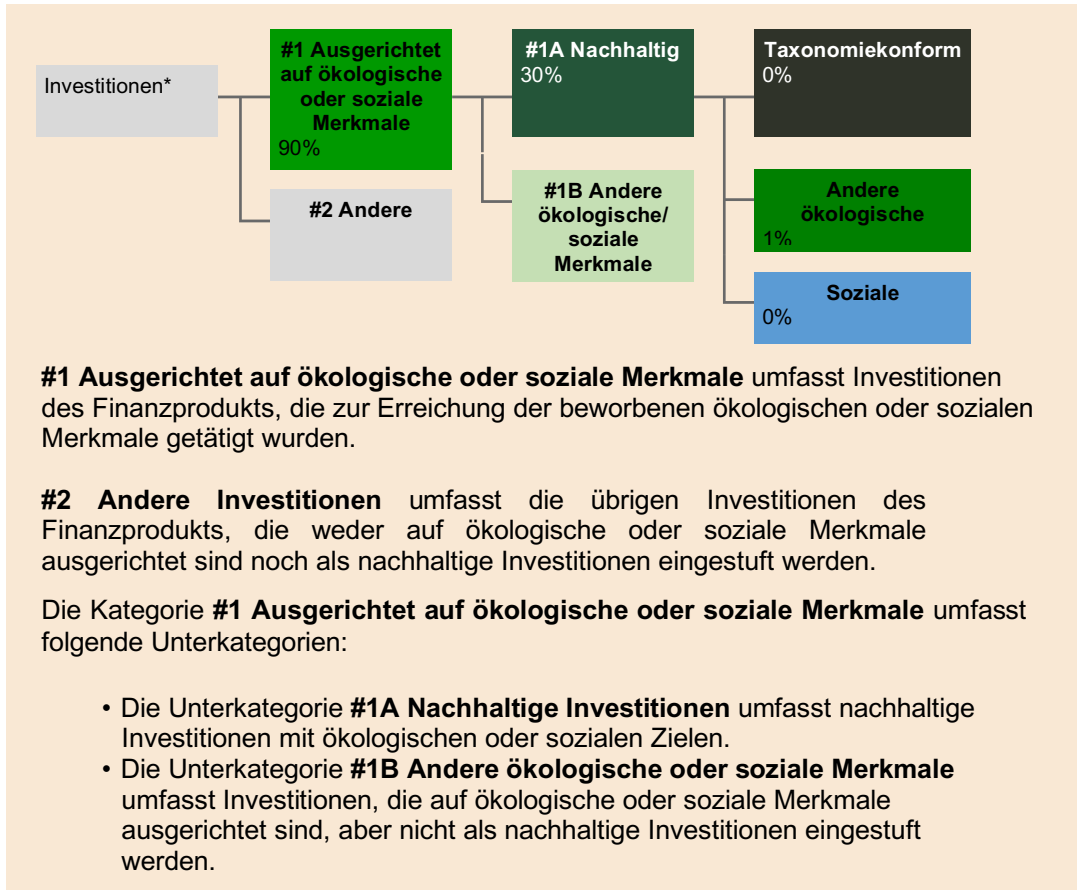 Investitionen*
#1 Ausgerichtet
auf ökologische
oder soziale
Merkmale
90%
#2 Andere
#1A Nachhaltig
30%
#1B Andere
ökologische/
soziale
Merkmale
Taxonomiekonform
0%
Andere
ökologische
1%
Soziale
0%
#1 Ausgerichtet auf ökologische oder soziale Merkmale umfasst Investitionen
des Finanzprodukts, die zur Erreichung der beworbenen ökologischen oder sozialen
Merkmale getätigt wurden.
#2 Andere Investitionen umfasst die übrigen Investitionen des
Finanzprodukts, die weder auf ökologische oder soziale Merkmale
ausgerichtet sind noch als nachhaltige Investitionen eingestuft werden.
Die Kategorie #1 Ausgerichtet auf ökologische oder soziale Merkmale umfasst
folgende Unterkategorien:
• Die Unterkategorie #1A Nachhaltige Investitionen umfasst nachhaltige
Investitionen mit ökologischen oder sozialen Zielen.
• Die Unterkategorie #1B Andere ökologische oder soziale Merkmale
umfasst Investitionen, die auf ökologische oder soziale Merkmale
ausgerichtet sind, aber nicht als nachhaltige Investitionen eingestuft
werden.